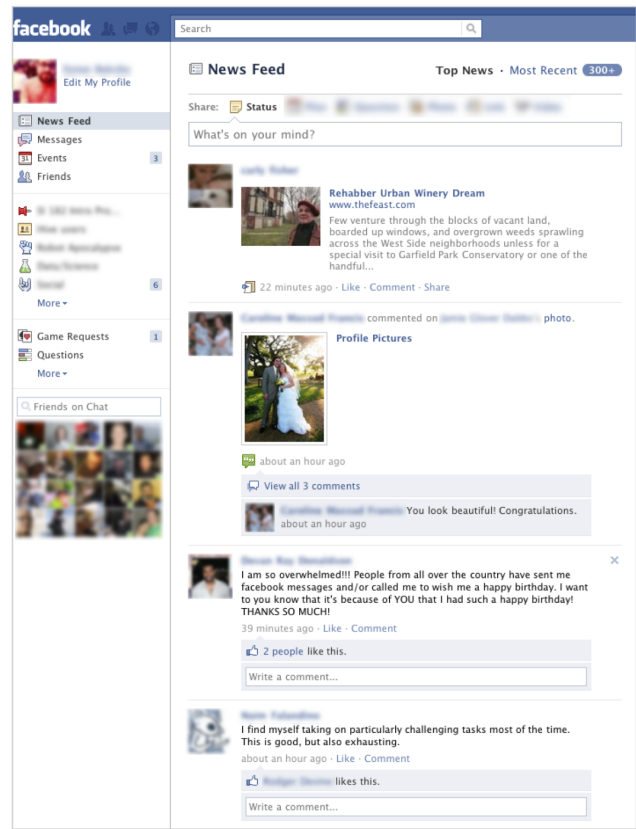 facebook
Search
Edit My Profile
News Feed
Messages
31 Events 3
Friends
6
More
Game Requests 1
Questions
More
Friends on Chat
News Feed
Top News · Most Recent 300+
Share: Status
What's on your mind?
Rehabber Urban Winery Dream
www.thefeast.com
Few venture through the blocks of vacant land,
boarded up windows, and overgrown weeds sprawling
across the West Side neighborhoods unless for a
special visit to Garfield Park Conservatory or one of the
handful...
22 minutes ago · Like · Comment · Share
commented on photo.
Profile Pictures
about an hour ago
View all 3 comments
You look beautiful! Congratulations.
about an hour ago
I am so overwhelmed!!! People from all over the country have sent me
facebook messages and/or called me to wish me a happy birthday. I want
to you know that it's because of YOU that I had such a happy birthday!
THANKS SO MUCH!
39 minutes ago · Like · Comment
2 people like this.
Write a comment...
I find myself taking on particularly challenging tasks most of the time.
This is good, but also exhausting.
about an hour ago · Like · Comment
likes this.
Write a comment...